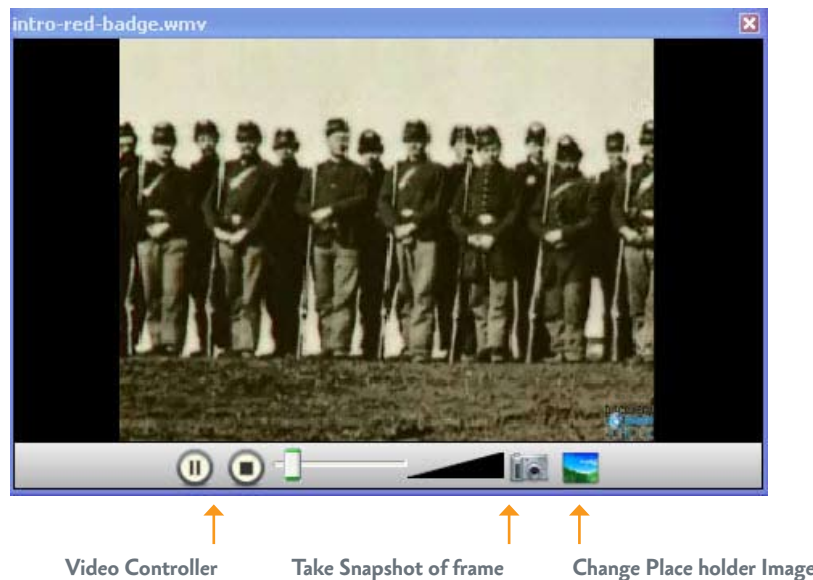 intro-red-badge.wmv
Video Controller
Take Snapshot of frame
Change Place holder Image